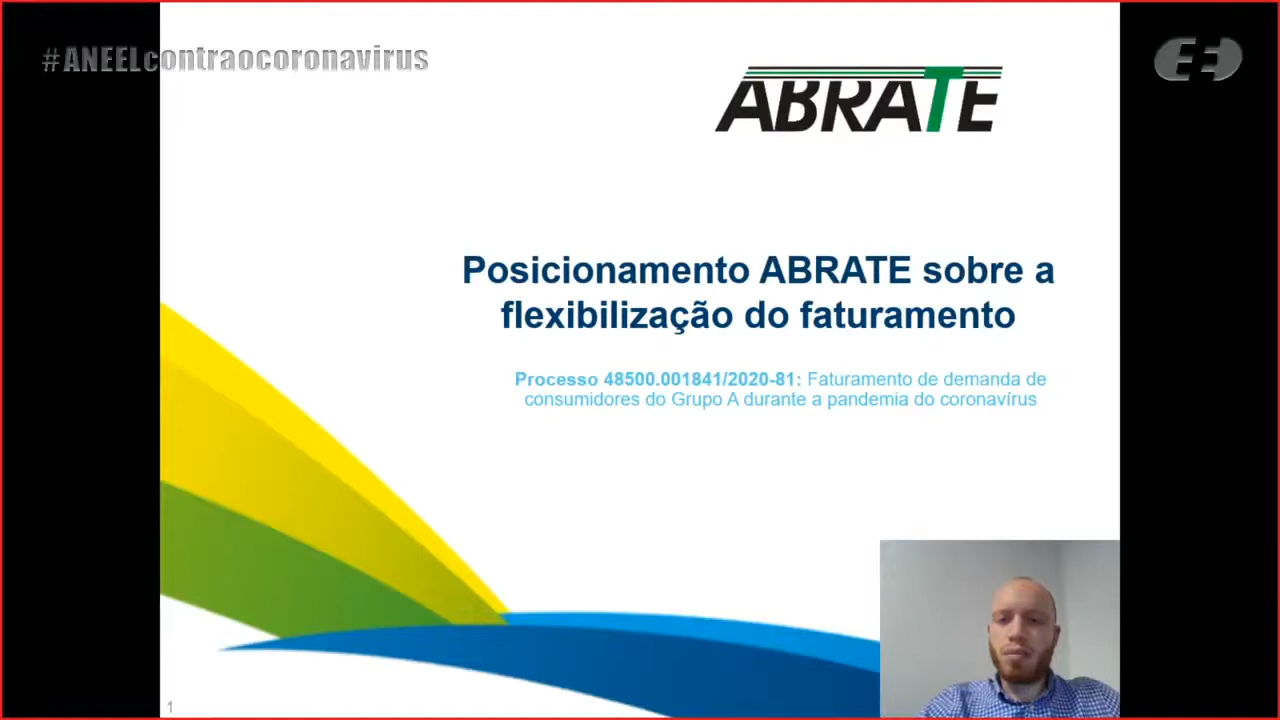 #ANEELcontraocoronavirus
ABRATE
Posicionamento ABRATE sobre a
flexibilização do faturamento
Processo 48500.001841/2020-81: Faturamento de demanda de
consumidores do Grupo A durante a pandemia do coronavírus
1